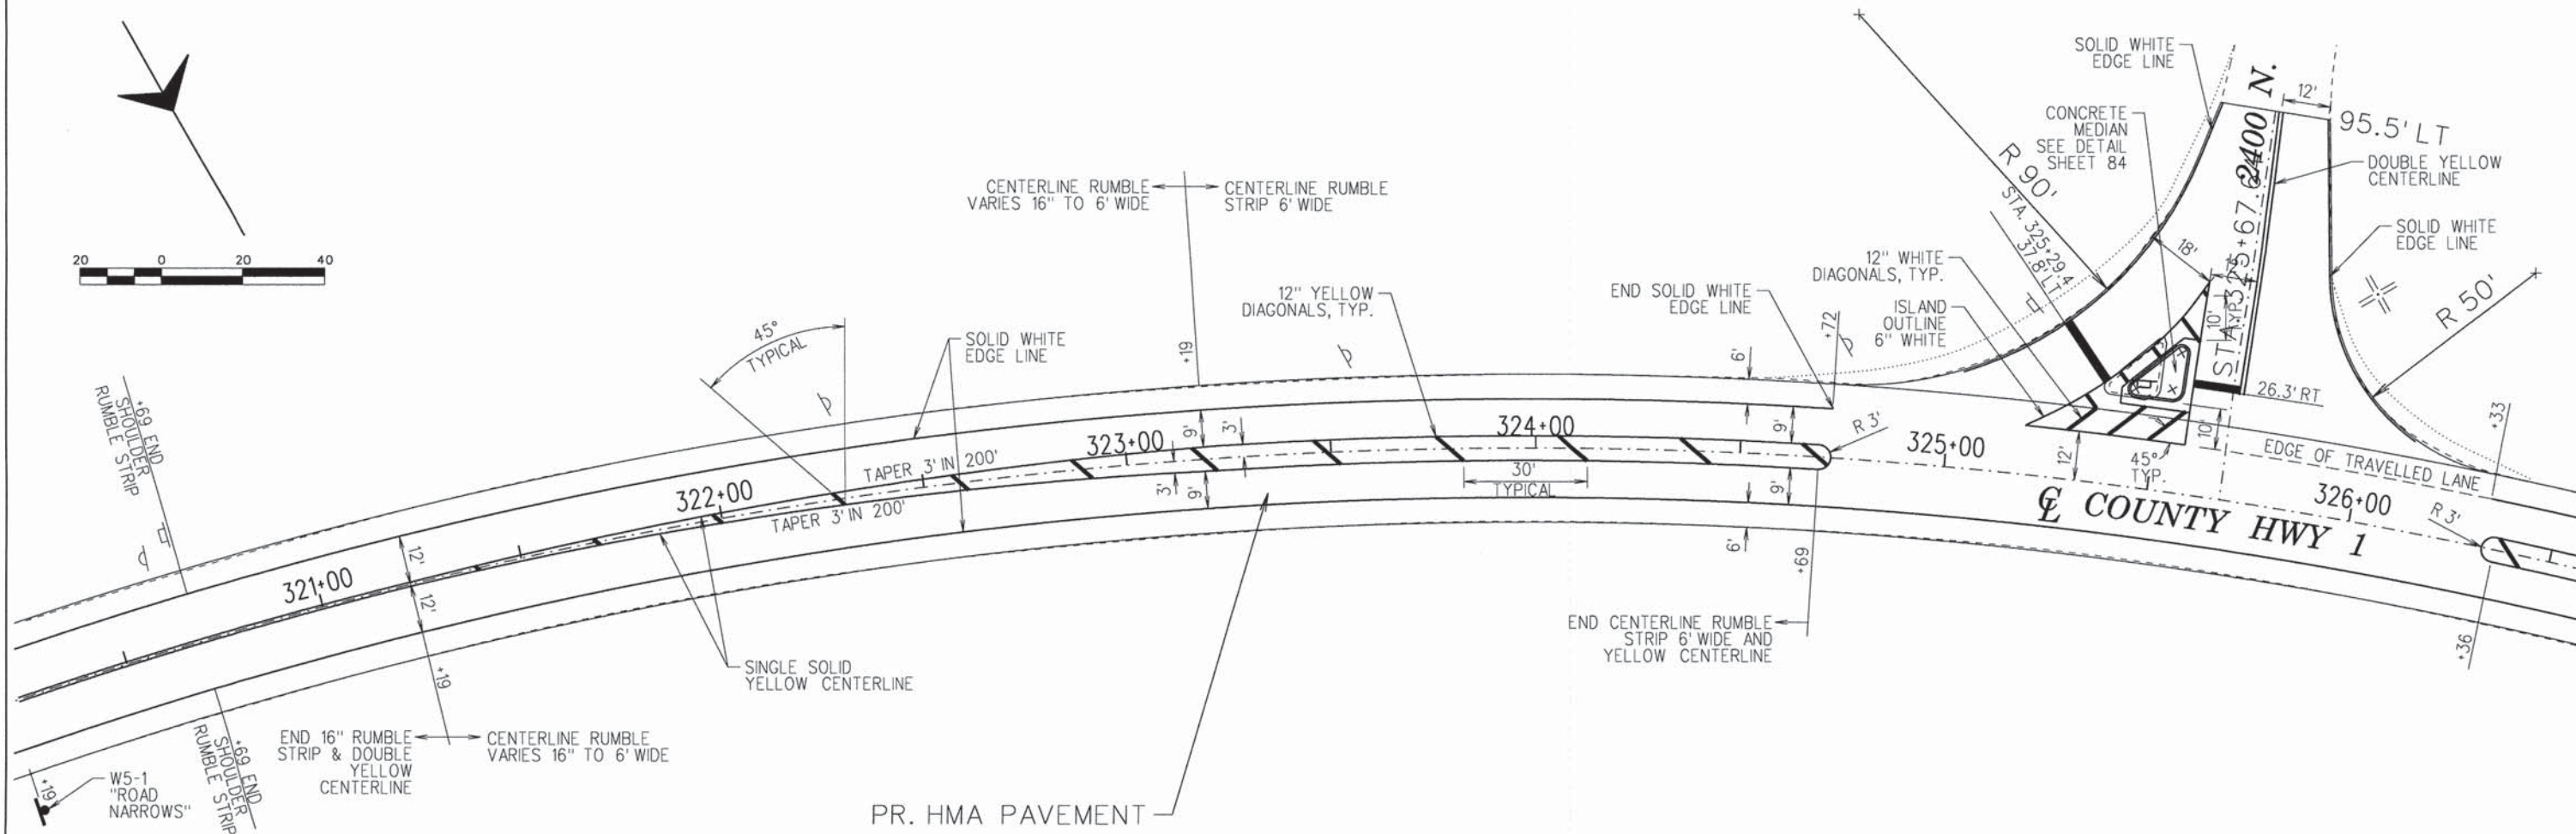 20 0 20 40
+69 END
SHOULDER
RUMBLE STRIP
45°
TYPICAL
SOLID WHITE
EDGE LINE
CENTERLINE RUMBLE
VARIES 16" TO 6' WIDE
CENTERLINE RUMBLE
STRIP 6' WIDE
+19
12" YELLOW
DIAGONALS, TYP.
END SOLID WHITE
EDGE LINE
+72
6'
R 90'
STA. 325+29.4
37.8' LT
12" WHITE
DIAGONALS, TYP.
ISLAND
OUTLINE
6" WHITE
SOLID WHITE
EDGE LINE
CONCRETE
MEDIAN
SEE DETAIL
SHEET 84
2400 N.
12'
95.5' LT
DOUBLE YELLOW
CENTERLINE
SOLID WHITE
EDGE LINE
18'
10'
TYP.
R 50'
26.3' RT
+33
10'
12'
45°
TYP.
EDGE OF TRAVELLED LANE
321+00
322+00
323+00
324+00
325+00
326+00
TAPER 3' IN 200'
TAPER 3' IN 200'
12'
12'
9'
3'
3'
9'
30'
TYPICAL
9'
9'
R 3'
6'
+69
℄ COUNTY HWY 1
R 3'
+36
END CENTERLINE RUMBLE
STRIP 6' WIDE AND
YELLOW CENTERLINE
SINGLE SOLID
YELLOW CENTERLINE
+19
END 16" RUMBLE
STRIP & DOUBLE
YELLOW
CENTERLINE
CENTERLINE RUMBLE
VARIES 16" TO 6' WIDE
+69 END
SHOULDER
RUMBLE STRIP
+19
W5-1
"ROAD
NARROWS"
PR. HMA PAVEMENT